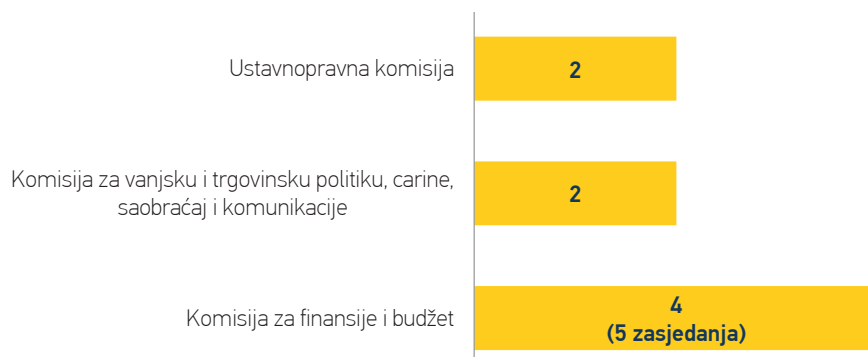 Ustavnopravna komisija
2
Komisija za vanjsku i trgovinsku politiku, carine,
saobraćaj i komunikacije
2
Komisija za finansije i budžet
4
(5 zasjedanja)